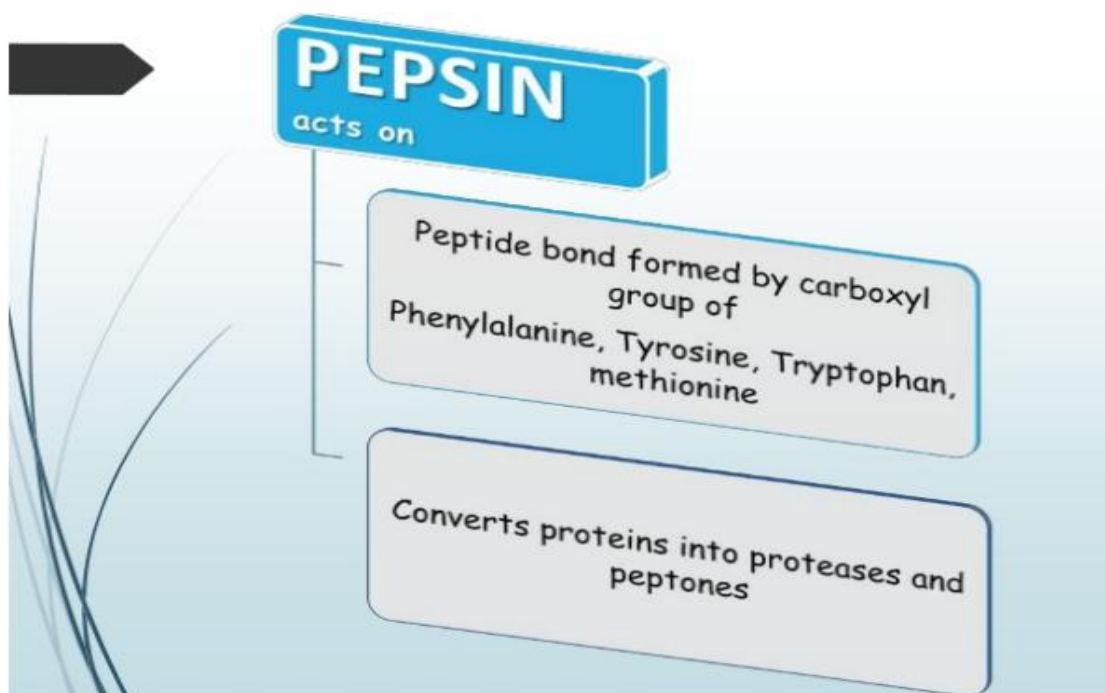 PEPSIN
acts on
Peptide bond formed by carboxyl
group of
Phenylalanine, Tyrosine, Tryptophan,
methionine
Converts proteins into proteases and
peptones